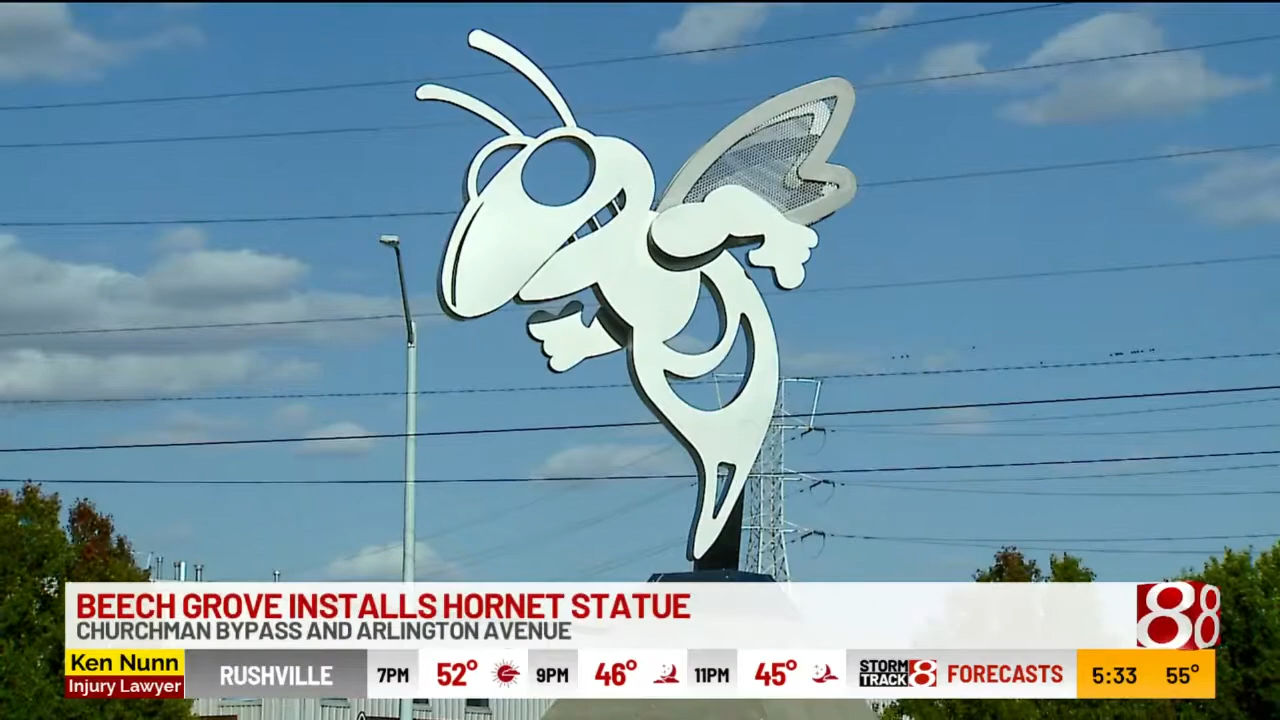 BEECH GROVE INSTALLS HORNET STATUE
CHURCHMAN BYPASS AND ARLINGTON AVENUE
8
Ken Nunn
Injury Lawyer
RUSHVILLE 7PM 52° 9PM 46° 11PM 45° STORM TRACK 8 FORECASTS 5:33 55°